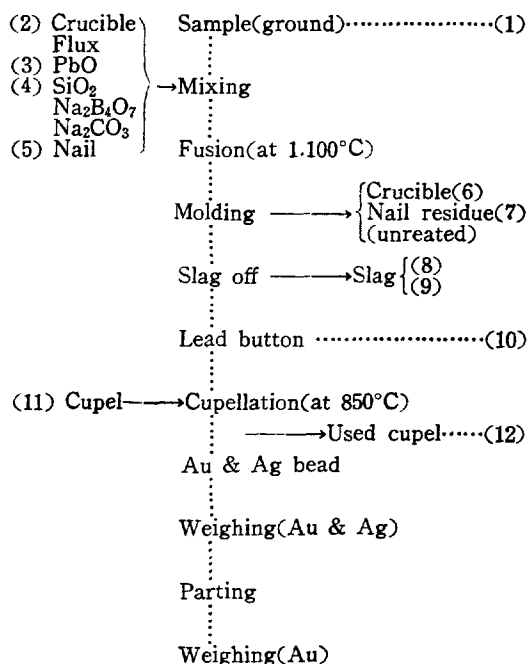 (2) Crucible Sample(ground)··················(1)
Flux
(3) PbO
(4) SiO₂ →Mixing
Na₂B₄O₇
Na₂CO₃
(5) Nail Fusion(at 1.100°C)
Crucible(6)
Molding ⟶ Nail residue(7)
(unreated)
Slag off ⟶Slag (8)
(9)
Lead button ··················(10)
(11) Cupel⟶Cupellation(at 850°C)
⟶Used cupel······(12)
Au & Ag bead
Weighing(Au & Ag)
Parting
Weighing(Au)